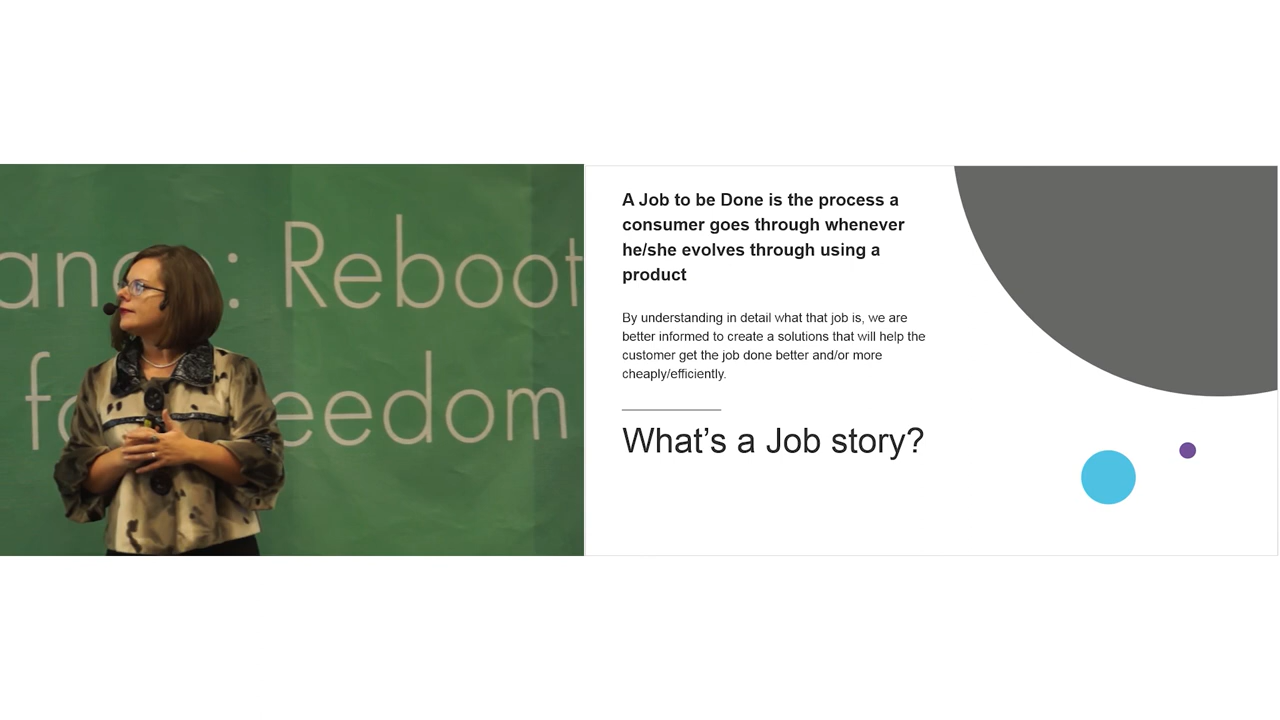 : Reboot
eedom
A Job to be Done is the process a
consumer goes through whenever
he/she evolves through using a
product
By understanding in detail what that job is, we are
better informed to create a solutions that will help the
customer get the job done better and/or more
cheaply/efficiently.
What’s a Job story?